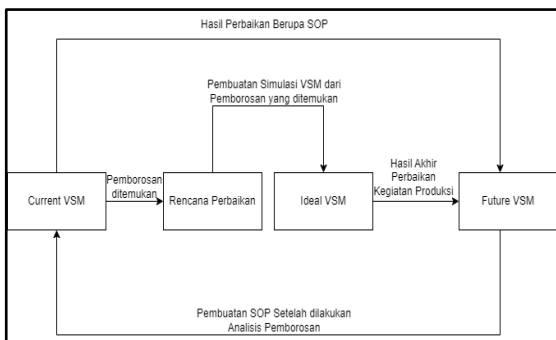 Hasil Perbaikan Berupa SOP
Pembuatan Simulasi VSM dari
Pemborosan yang ditemukan
Pemborosan
ditemukan
Hasil Akhir
Perbaikan
Kegiatan Produksi
Current VSM
Rencana Perbaikan
Ideal VSM
Future VSM
Pembuatan SOP Setelah dilakukan
Analisis Pemborosan